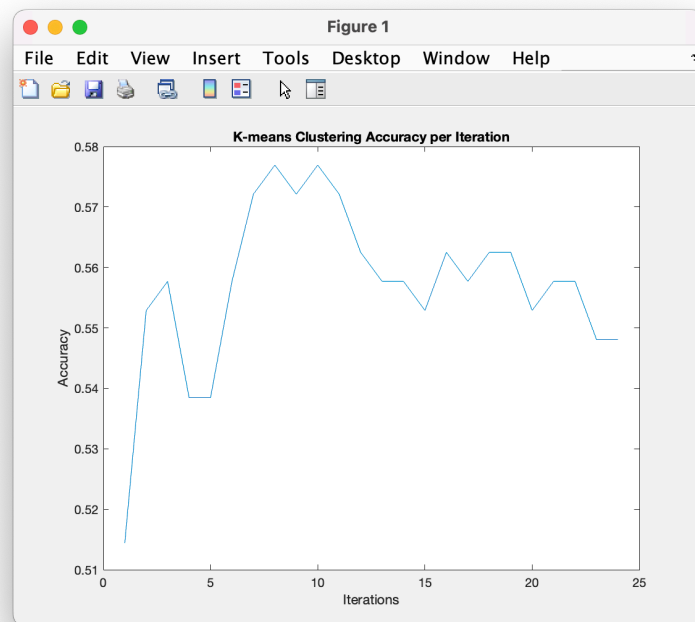 Figure 1
File Edit View Insert Tools Desktop Window Help
K-means Clustering Accuracy per Iteration
0.58
0.57
0.56
0.55
0.54
0.53
0.52
0.51
Accuracy
0 5 10 15 20 25
Iterations